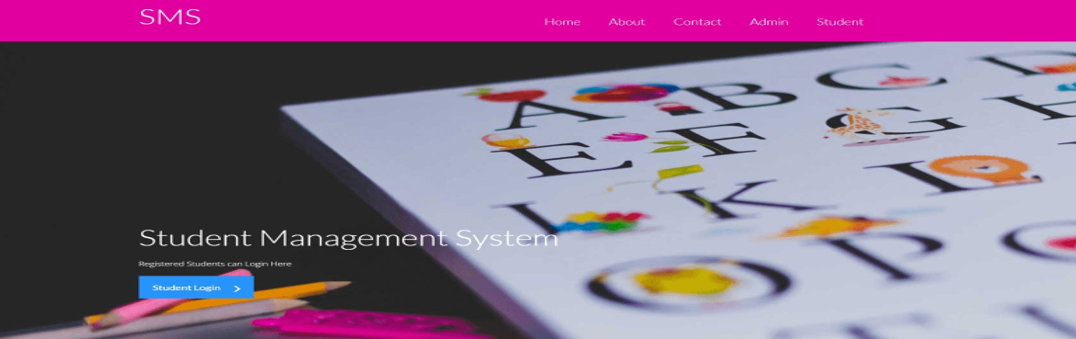 SMS
Home About Contact Admin Student
A B C D
E F G H
K L
O P
Student Management System
Registered Students can Login Here
Student Login